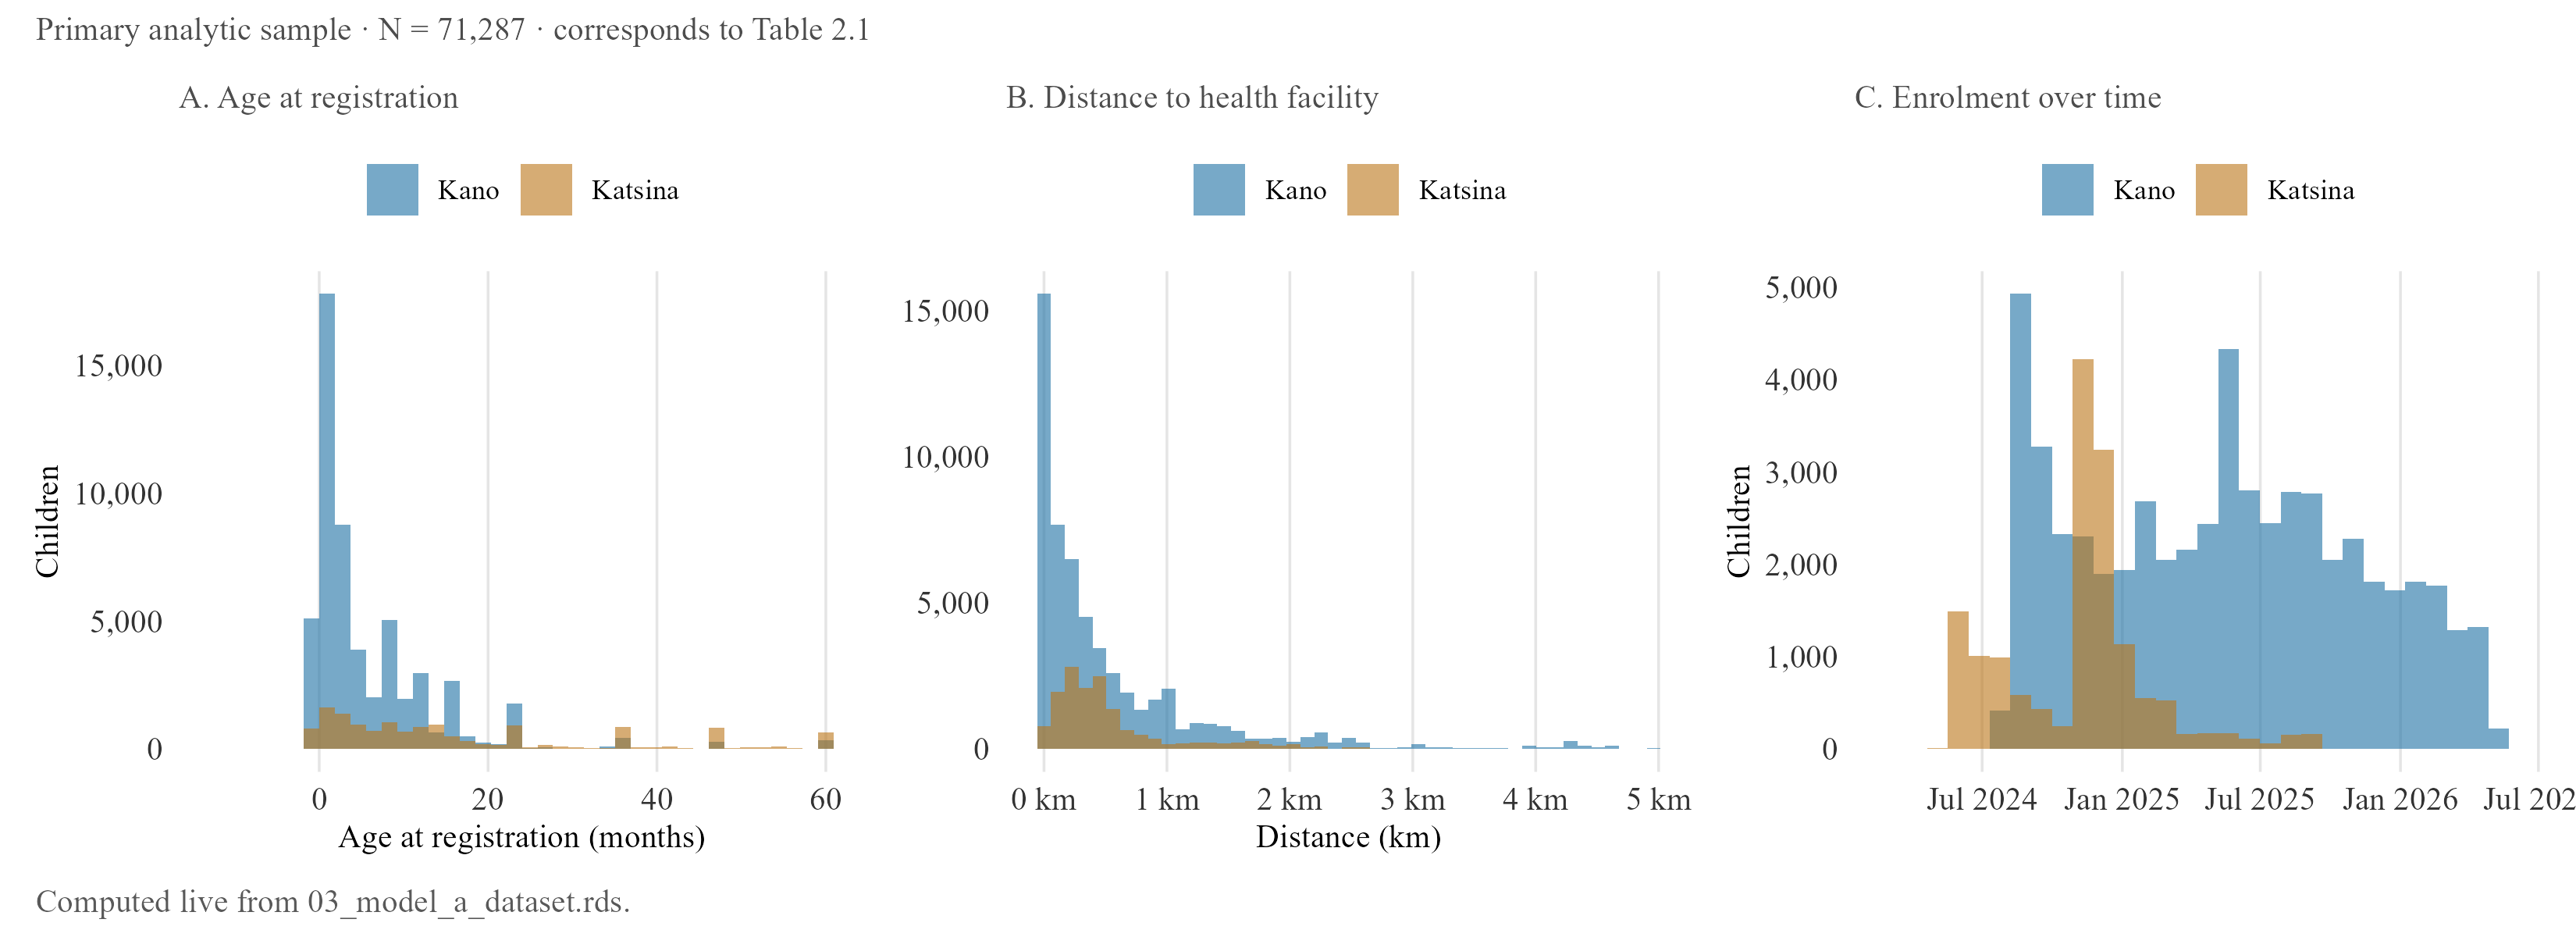 Primary analytic sample · N = 71,287 · corresponds to Table 2.1
A. Age at registration
Kano
Katsina
15,000
10,000
5,000
0
Children
0
20
40
60
Age at registration (months)
B. Distance to health facility
Kano
Katsina
15,000
10,000
5,000
0
0 km
1 km
2 km
3 km
4 km
5 km
Distance (km)
C. Enrolment over time
Kano
Katsina
5,000
4,000
3,000
2,000
1,000
0
Children
Jul 2024
Jan 2025
Jul 2025
Jan 2026
Jul 202
Computed live from 03_model_a_dataset.rds.